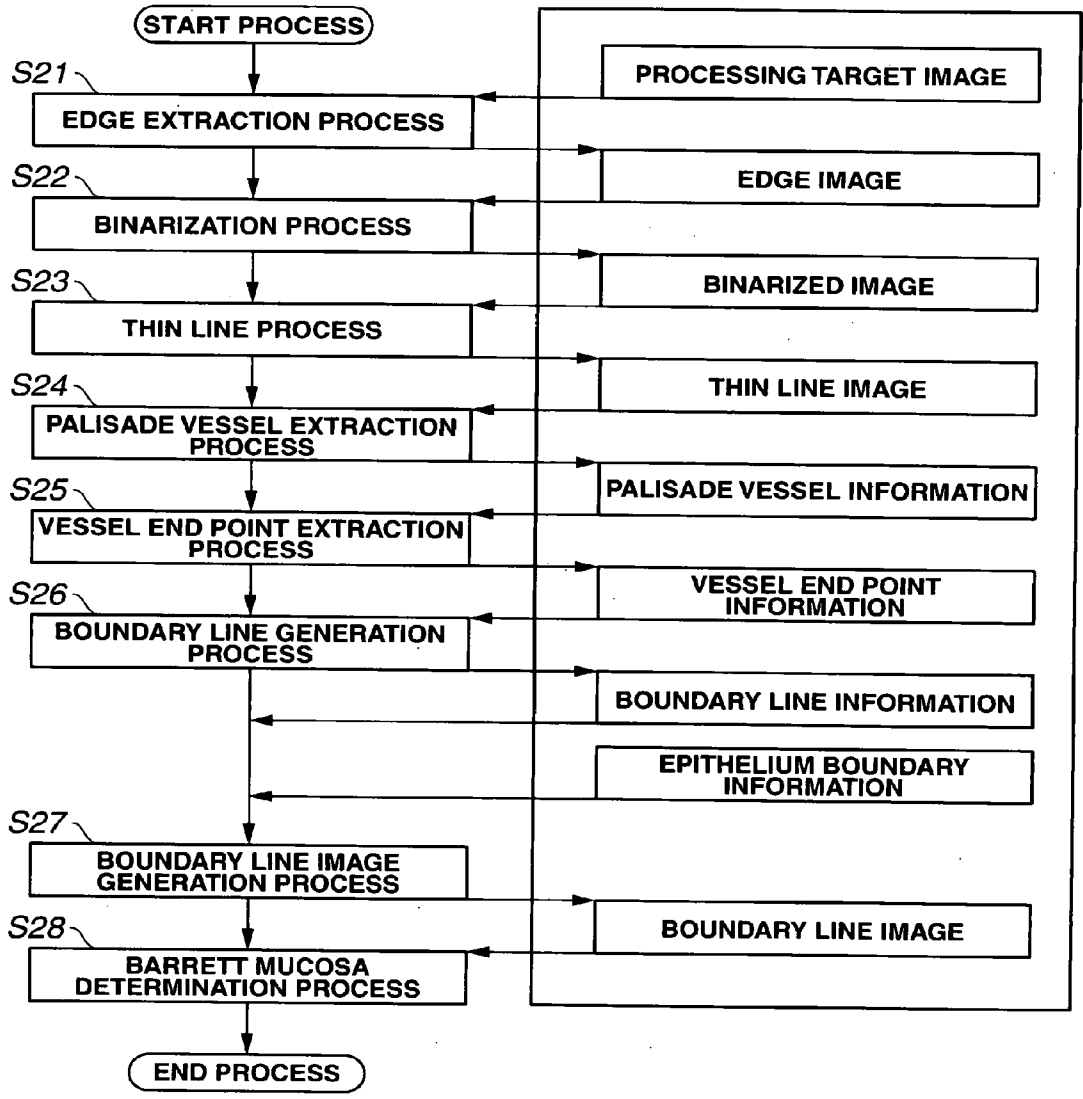 START PROCESS
S21
PROCESSING TARGET IMAGE
EDGE EXTRACTION PROCESS
EDGE IMAGE
S22
BINARIZATION PROCESS
BINARIZED IMAGE
S23
THIN LINE PROCESS
THIN LINE IMAGE
S24
PALISADE VESSEL EXTRACTION
PROCESS
PALISADE VESSEL INFORMATION
S25
VESSEL END POINT EXTRACTION
PROCESS
VESSEL END POINT
INFORMATION
S26
BOUNDARY LINE GENERATION
PROCESS
BOUNDARY LINE INFORMATION
EPITHELIUM BOUNDARY
INFORMATION
S27
BOUNDARY LINE IMAGE
GENERATION PROCESS
BOUNDARY LINE IMAGE
S28
BARRETT MUCOSA
DETERMINATION PROCESS
END PROCESS